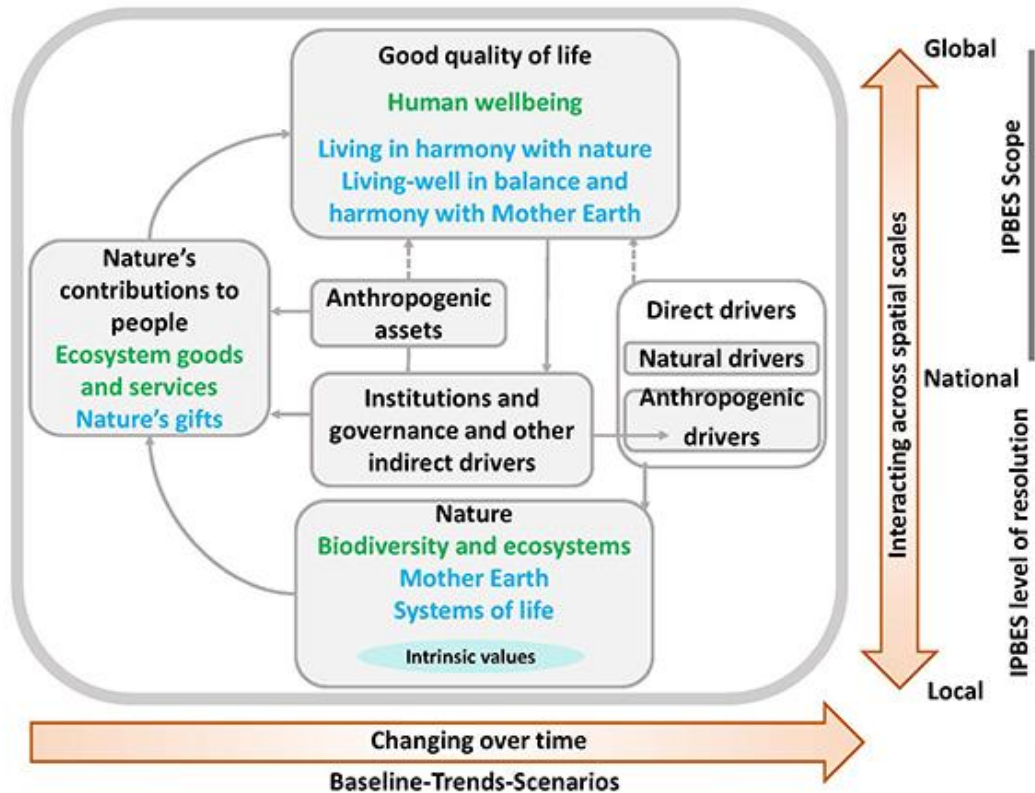 Good quality of life
Human wellbeing
Living in harmony with nature
Living-well in balance and
harmony with Mother Earth
Nature's
contributions to
people
Ecosystem goods
and services
Nature's gifts
Anthropogenic
assets
Institutions and
governance and other
indirect drivers
Direct drivers
Natural drivers
Anthropogenic
drivers
Nature
Biodiversity and ecosystems
Mother Earth
Systems of life
Intrinsic values
Global
National
Local
Interacting across spatial scales
IPBES Scope
IPBES level of resolution
Changing over time
Baseline-Trends-Scenarios